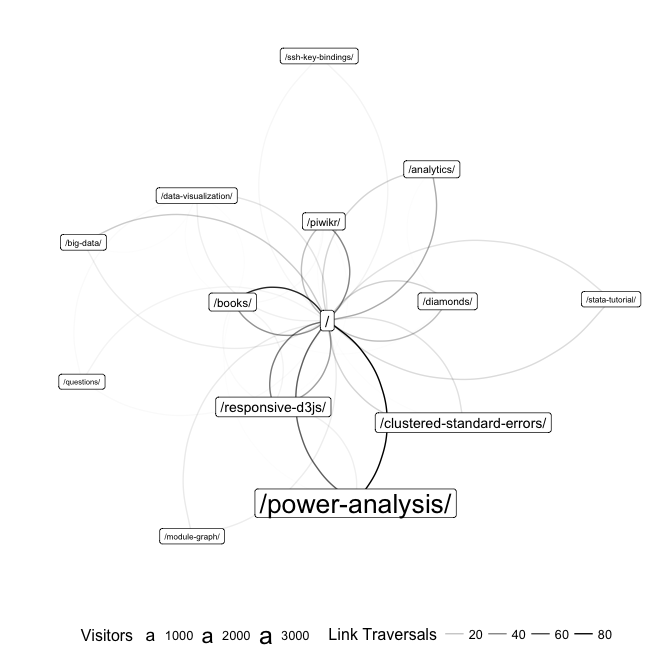 /ssh-key-bindings/
/analytics/
/data-visualization/
/piwikr/
/big-data/
/books/
/diamonds/
/stata-tutorial/
/
/questions/
/responsive-d3js/
/clustered-standard-errors/
/power-analysis/
/module-graph/
Visitors a 1000 a 2000 a 3000 Link Traversals 20 40 60 80